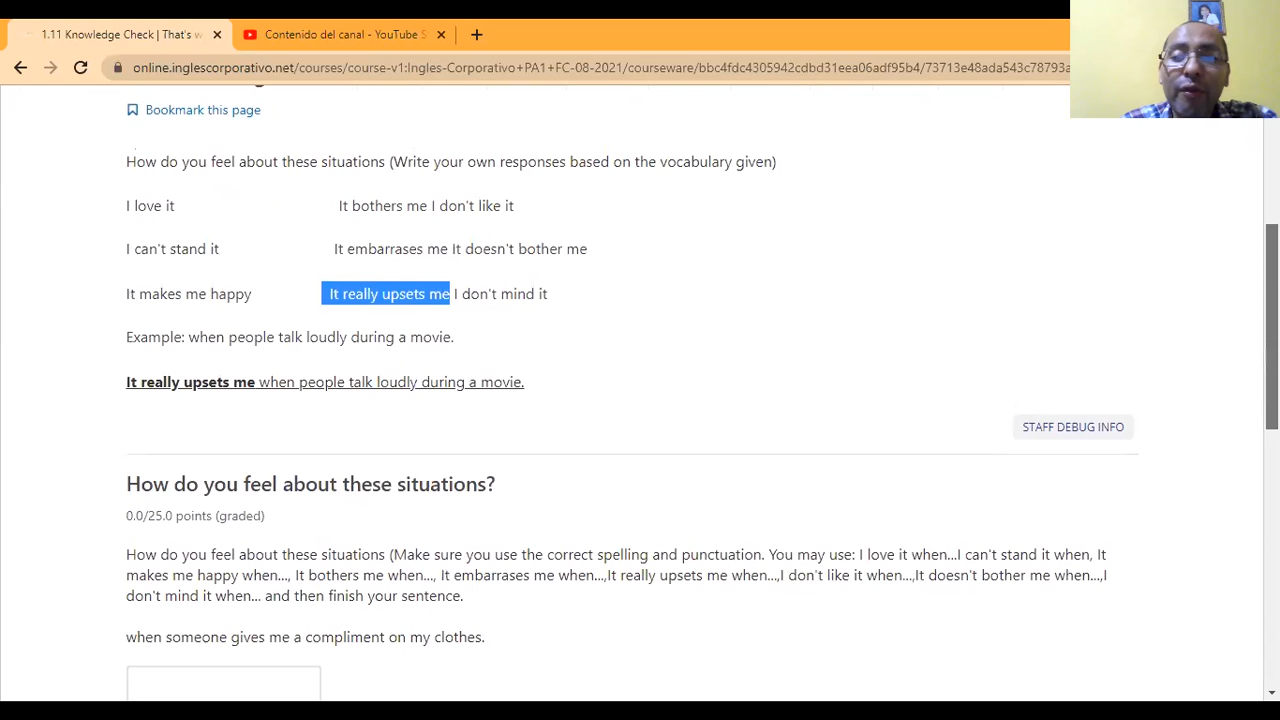 1.11 Knowledge Check | That's w
Contenido del canal - YouTube S
online.inglescorporativo.net/courses/course-v1:Ingles-Corporativo+PA1+FC-08-2021/courseware/bbc4fdc4305942cdbd31eea06adf95b4/73713e48ada543c78793a
Bookmark this page
How do you feel about these situations (Write your own responses based on the vocabulary given)
I love it It bothers me I don't like it
I can't stand it It embarrases me It doesn't bother me
It makes me happy It really upsets me I don't mind it
Example: when people talk loudly during a movie.
It really upsets me when people talk loudly during a movie.
STAFF DEBUG INFO
How do you feel about these situations?
0.0/25.0 points (graded)
How do you feel about these situations (Make sure you use the correct spelling and punctuation. You may use: I love it when...I can't stand it when, It
makes me happy when..., It bothers me when..., It embarrases me when...,It really upsets me when...,I don't like it when...,It doesn't bother me when...,I
don't mind it when... and then finish your sentence.
when someone gives me a compliment on my clothes.